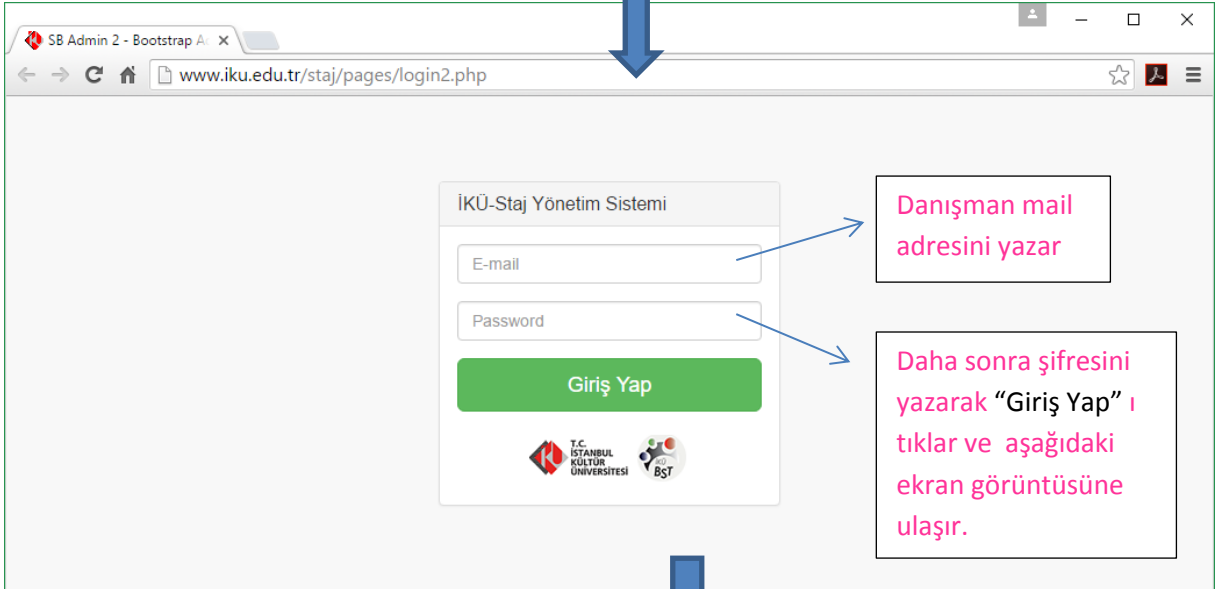 SB Admin 2 - Bootstrap A
www.iku.edu.tr/staj/pages/login2.php
İKÜ-Staj Yönetim Sistemi
E-mail
Password
Giriş Yap
T.C.
İSTANBUL
KÜLTÜR
ÜNİVERSİTESİ
İKÜ
BST
Danışman mail
adresini yazar
Daha sonra şifresini
yazarak “Giriş Yap” ı
tıklar ve aşağıdaki
ekran görüntüsüne
ulaşır.